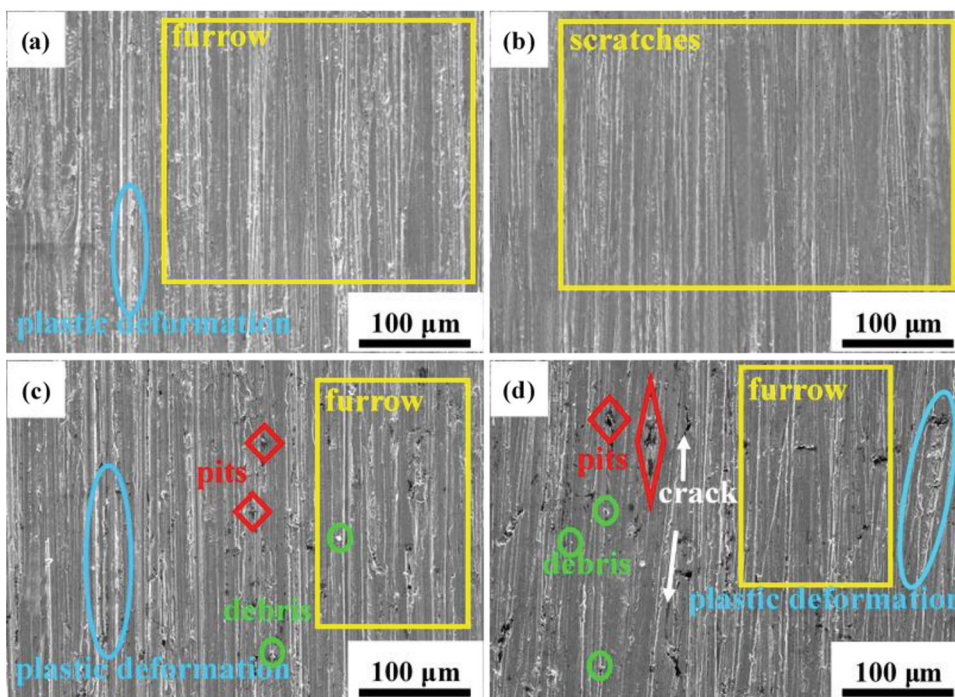 (a)
furrow
plastic deformation
100 µm
(b)
scratches
100 µm
(c)
furrow
pits
debris
plastic deformation
100 µm
(d)
furrow
pits
crack
debris
plastic deformation
100 µm